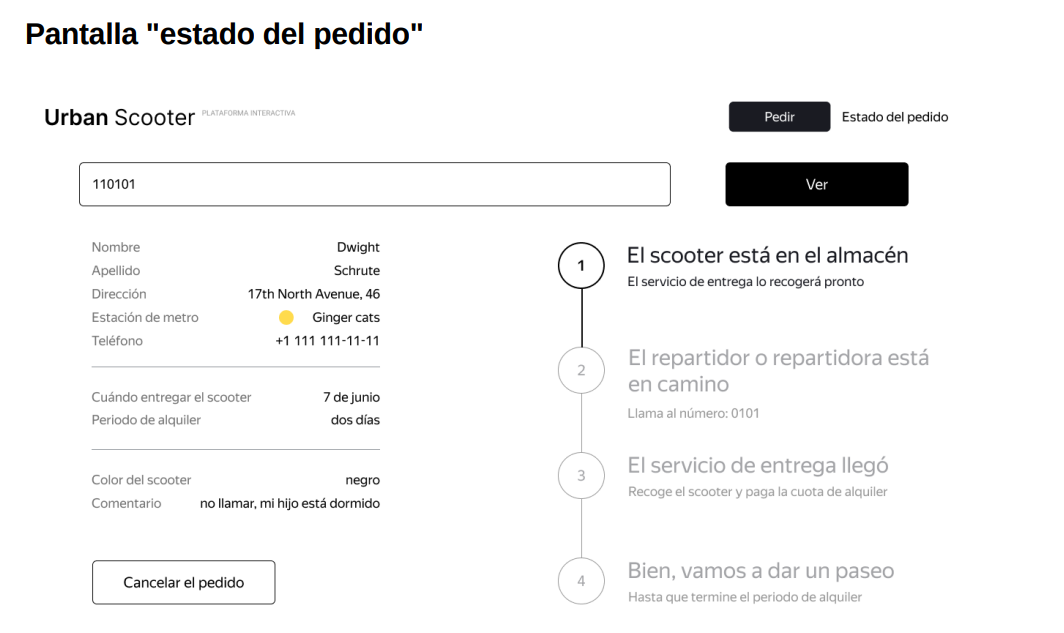 Pantalla "estado del pedido"
Urban Scooter PLATAFORMA INTERACTIVA
Pedir Estado del pedido
110101
Ver
Nombre Dwight
Apellido Schrute
Dirección 17th North Avenue, 46
Estación de metro Ginger cats
Teléfono +1 111 111-11-11
Cuándo entregar el scooter 7 de junio
Periodo de alquiler dos días
Color del scooter negro
Comentario no llamar, mi hijo está dormido
Cancelar el pedido
1
El scooter está en el almacén
El servicio de entrega lo recogerá pronto
2
El repartidor o repartidora está
en camino
Llama al número: 0101
3
El servicio de entrega llegó
Recoge el scooter y paga la cuota de alquiler
4
Bien, vamos a dar un paseo
Hasta que termine el periodo de alquiler